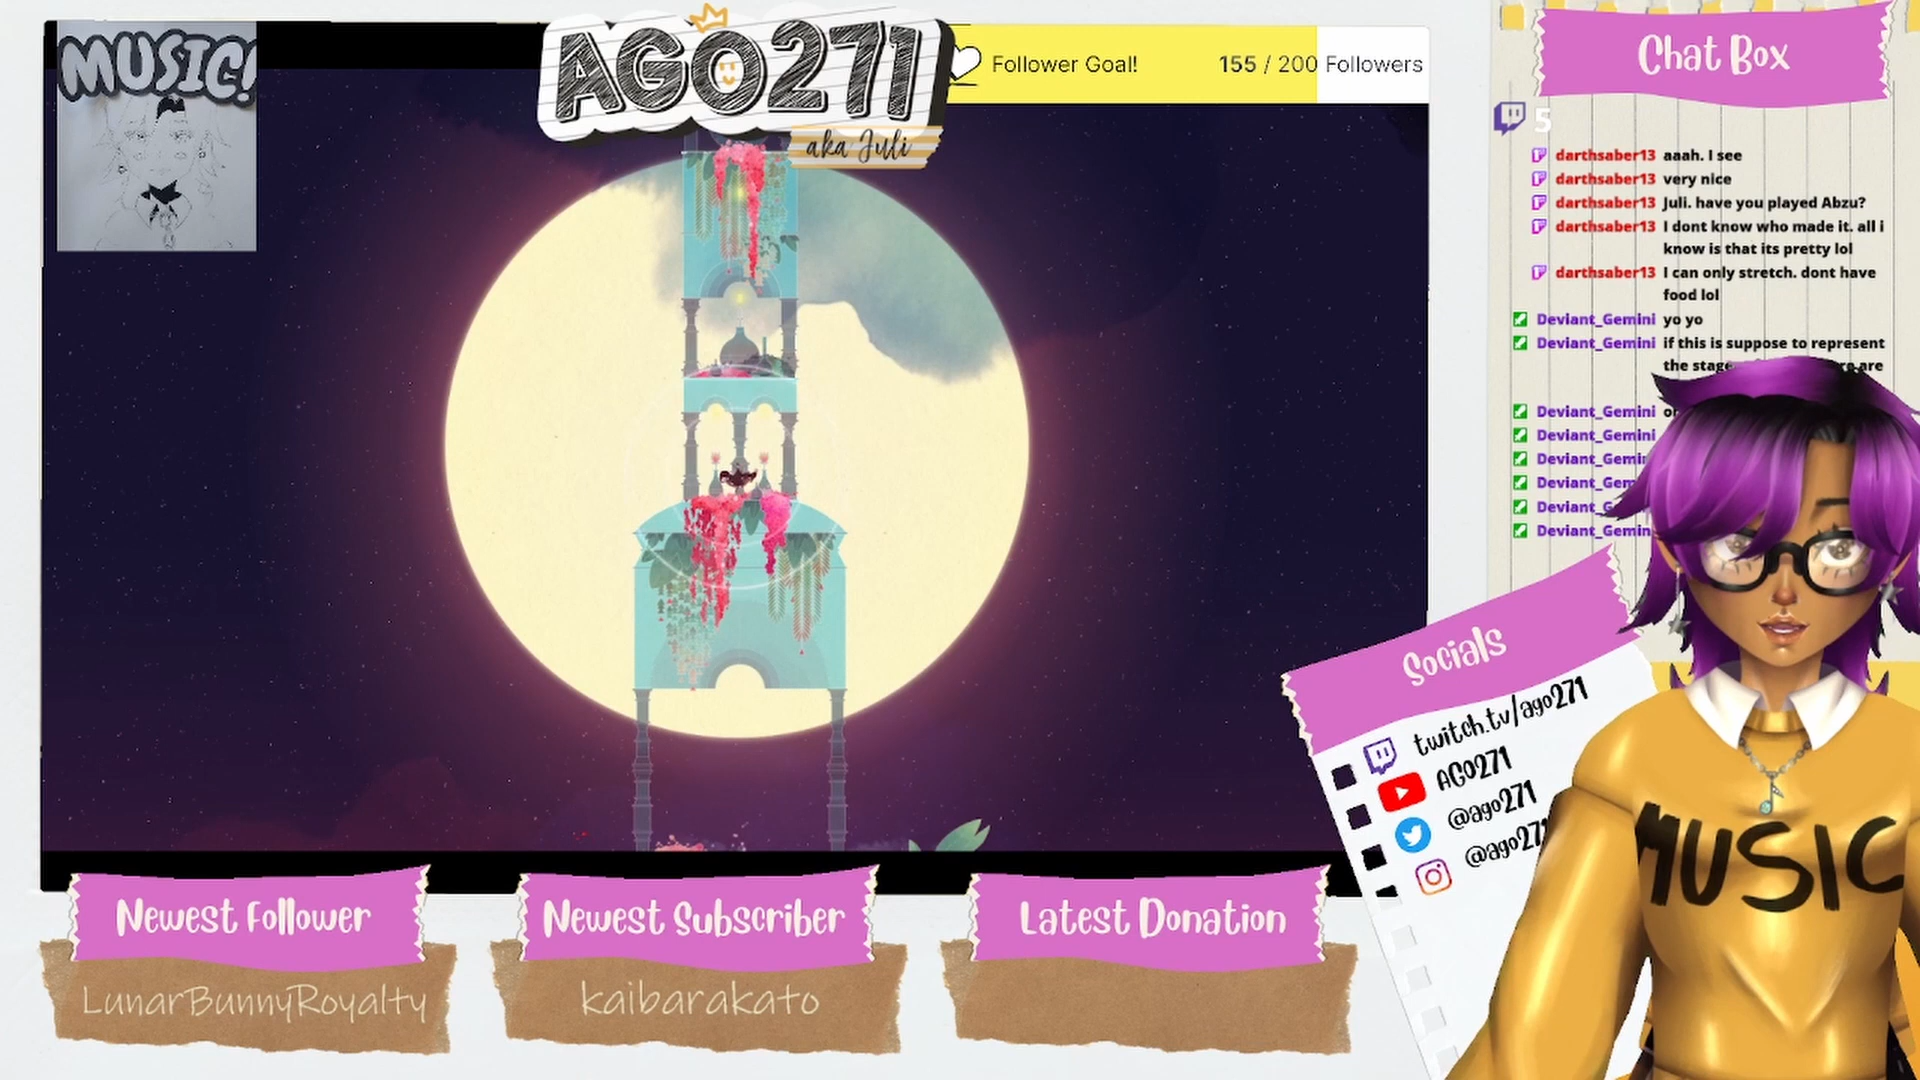 MUSIC!
AGO271
aka Juli
Follower Goal!
155 / 200 Followers
Chat Box
5
darthsaber13 aaah. I see
darthsaber13 very nice
darthsaber13 Juli. have you played Abzu?
darthsaber13 I dont know who made it. all i
know is that its pretty lol
darthsaber13 I can only stretch. dont have
food lol
Deviant_Gemini yo yo
Deviant_Gemini if this is suppose to represent
the are
Deviant_Gemini
Deviant_Gemini
Socials
twitch.tv/ago271
AGO271
@ago271
@ago271
MUSIC
Newest Follower
LunarBunnyRoyalty
Newest Subscriber
kaibarakato
Latest Donation